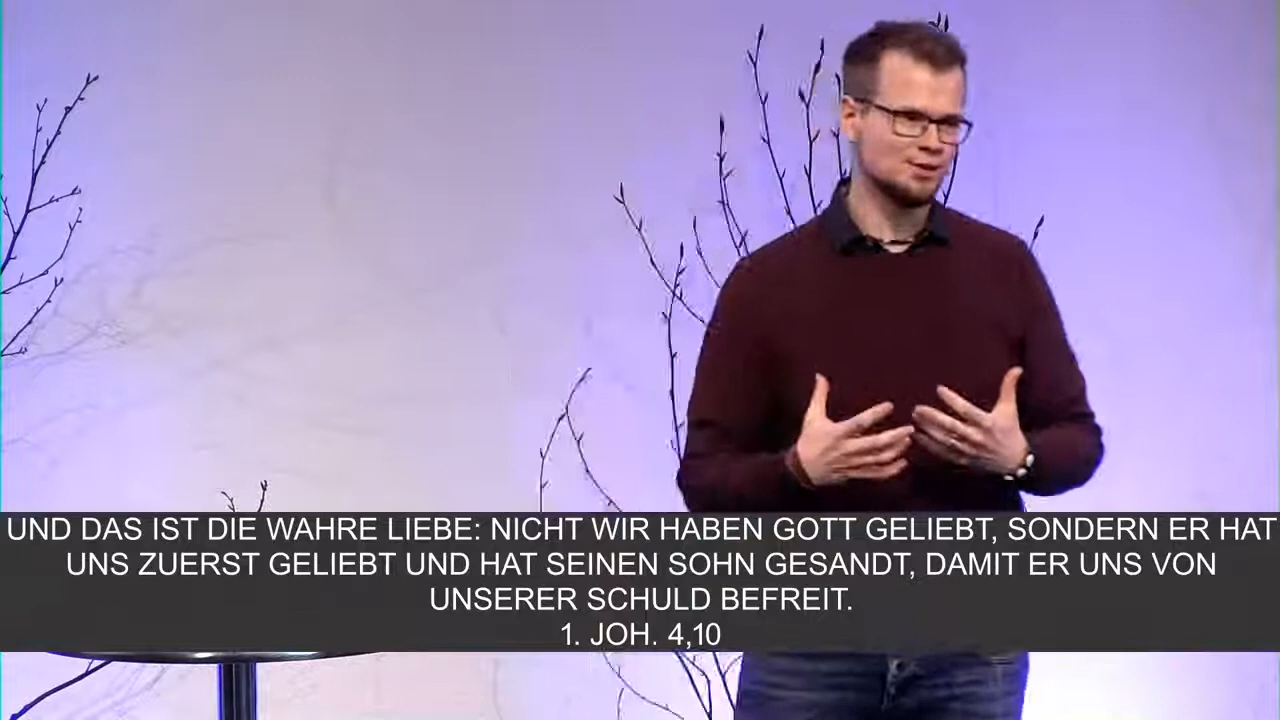 UND DAS IST DIE WAHRE LIEBE: NICHT WIR HABEN GOTT GELIEBT, SONDERN ER HAT
UNS ZUERST GELIEBT UND HAT SEINEN SOHN GESANDT, DAMIT ER UNS VON
UNSERER SCHULD BEFREIT.
1. JOH. 4,10